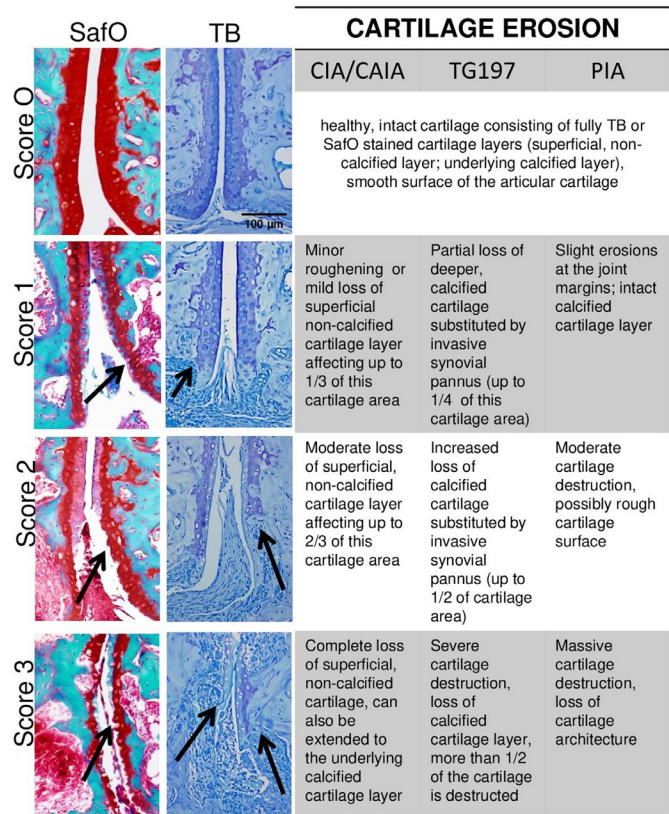 SafO
TB
CARTILAGE EROSION
CIA/CAIA
TG197
PIA
Score O
100 µm
healthy, intact cartilage consisting of fully TB or
SafO stained cartilage layers (superficial, non-
calcified layer; underlying calcified layer),
smooth surface of the articular cartilage
Score 1
Minor
roughening or
mild loss of
superficial
non-calcified
cartilage layer
affecting up to
1/3 of this
cartilage area
Partial loss of
deeper,
calcified
cartilage
substituted by
invasive
synovial
pannus (up to
1/4 of this
cartilage area)
Slight erosions
at the joint
margins; intact
calcified
cartilage layer
Score 2
Moderate loss
of superficial,
non-calcified
cartilage layer
affecting up to
2/3 of this
cartilage area
Increased
loss of
calcified
cartilage
substituted by
invasive
synovial
pannus (up to
1/2 of cartilage
area)
Moderate
cartilage
destruction,
possibly rough
cartilage
surface
Score 3
Complete loss
of superficial,
non-calcified
cartilage, can
also be
extended to
the underlying
calcified
cartilage layer
Severe
cartilage
destruction,
loss of
calcified
cartilage layer,
more than 1/2
of the cartilage
is destructed
Massive
cartilage
destruction,
loss of
cartilage
architecture